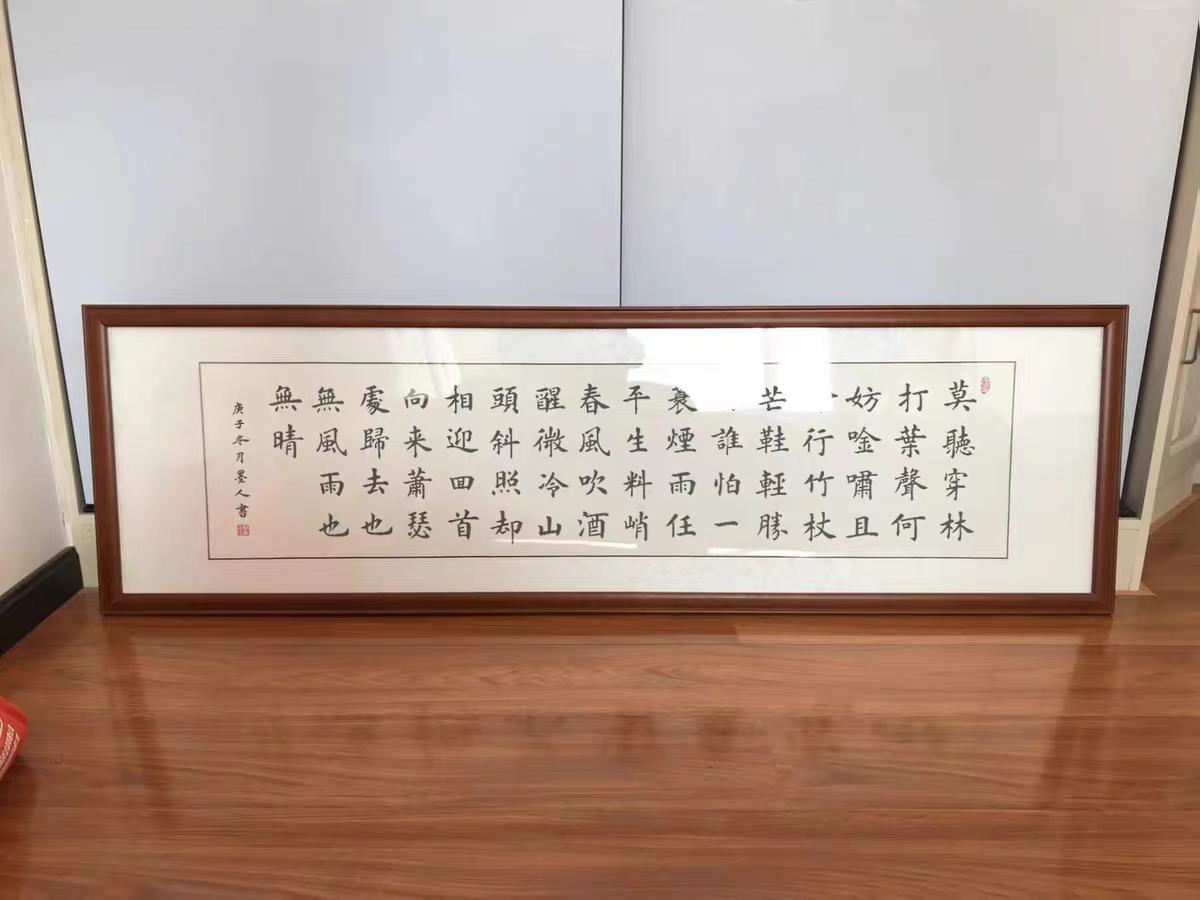 莫聽穿林
打葉聲何
妨唫嘯且
行竹杖
芒鞋輕勝
誰怕一
蓑煙雨任
平生料峭
春風吹酒
醒微冷山
頭斜照却
相迎回首
向来蕭瑟
處歸去也
無風雨也
無晴
庚子冬月墨人書